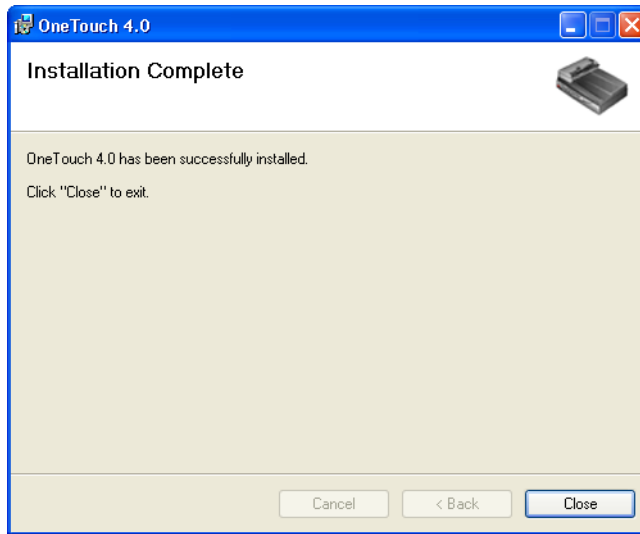 OneTouch 4.0
Installation Complete
OneTouch 4.0 has been successfully installed.
Click "Close" to exit.
Cancel
< Back
Close